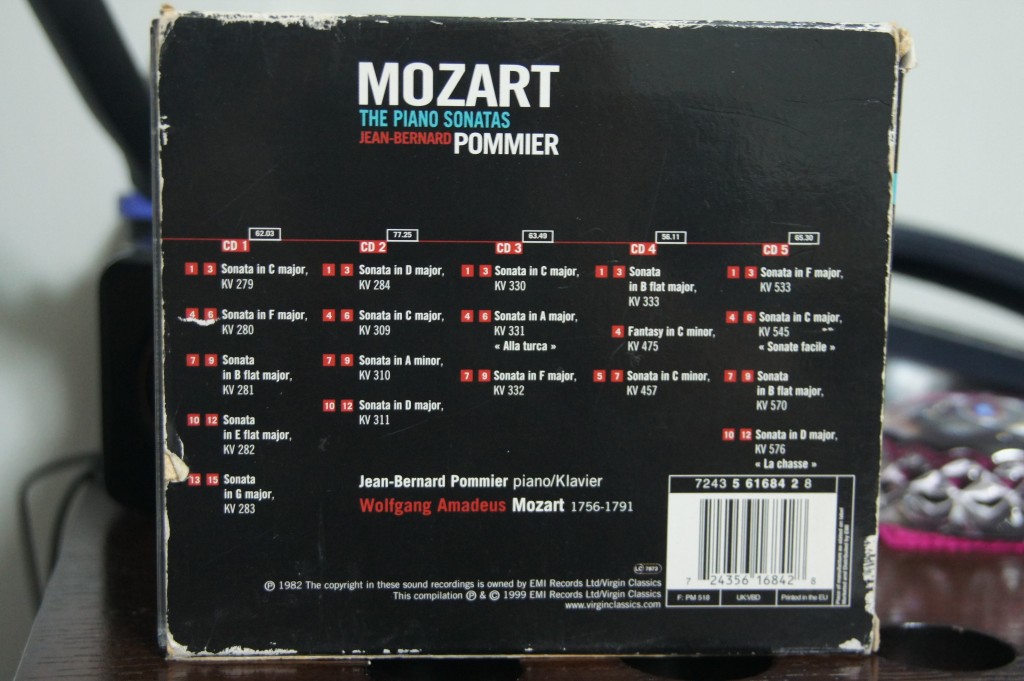 MOZART
THE PIANO SONATAS
JEAN-BERNARD POMMIER
62.03
CD 1
1 3 Sonata in C major,
KV 279
4 6 Sonata in F major,
KV 280
7 9 Sonata
in B flat major,
KV 281
10 12 Sonata
in E flat major,
KV 282
13 15 Sonata
in G major,
KV 283
77.25
CD 2
1 3 Sonata in D major,
KV 284
4 6 Sonata in C major,
KV 309
7 9 Sonata in A minor,
KV 310
10 12 Sonata in D major,
KV 311
63.49
CD 3
1 3 Sonata in C major,
KV 330
4 6 Sonata in A major,
KV 331
« Alla turca »
7 9 Sonata in F major,
KV 332
56.11
CD 4
1 3 Sonata
in B flat major,
KV 333
4 Fantasy in C minor,
KV 475
5 7 Sonata in C minor,
KV 457
65.30
CD 5
1 3 Sonata in F major,
KV 533
4 6 Sonata in C major,
KV 545
« Sonate facile »
7 9 Sonata
in B flat major,
KV 570
10 12 Sonata in D major,
KV 576
« La chasse »
Jean-Bernard Pommier piano/Klavier
Wolfgang Amadeus Mozart 1756-1791
7243 5 61684 2 8
7 24356 16842 8
LC 7873
F: PM 518
UK:VBD
Printed in the EU
℗ 1982 The copyright in these sound recordings is owned by EMI Records Ltd/Virgin Classics
This compilation ℗ & © 1999 EMI Records Ltd/Virgin Classics
www.virginclassics.com